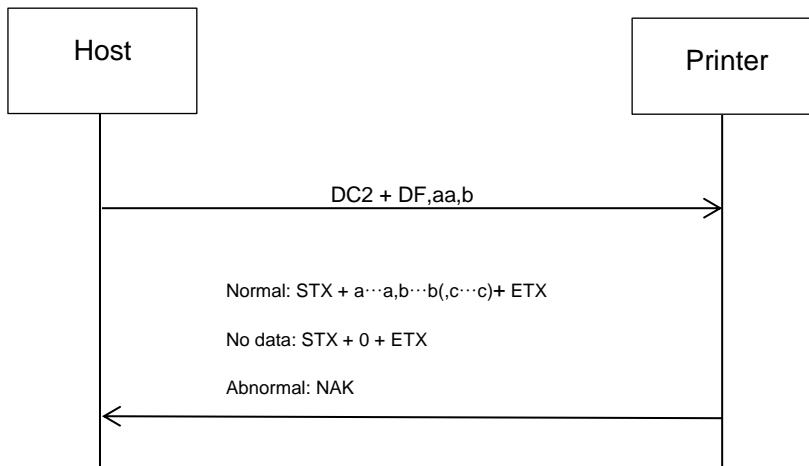 Host
Printer
DC2 + DF,aa,b
Normal: STX + a⋯a,b⋯b(,c⋯c)+ ETX
No data: STX + 0 + ETX
Abnormal: NAK